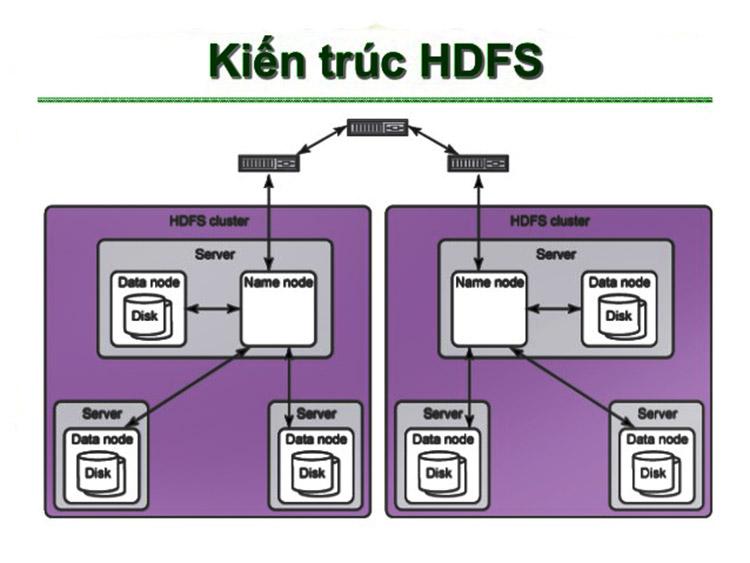 Kiến trúc HDFS
HDFS cluster
Server
Data node
Disk
Name node
Server
Data node
Disk
Server
Data node
Disk
HDFS cluster
Server
Name node
Data node
Disk
Server
Data node
Disk
Server
Data node
Disk